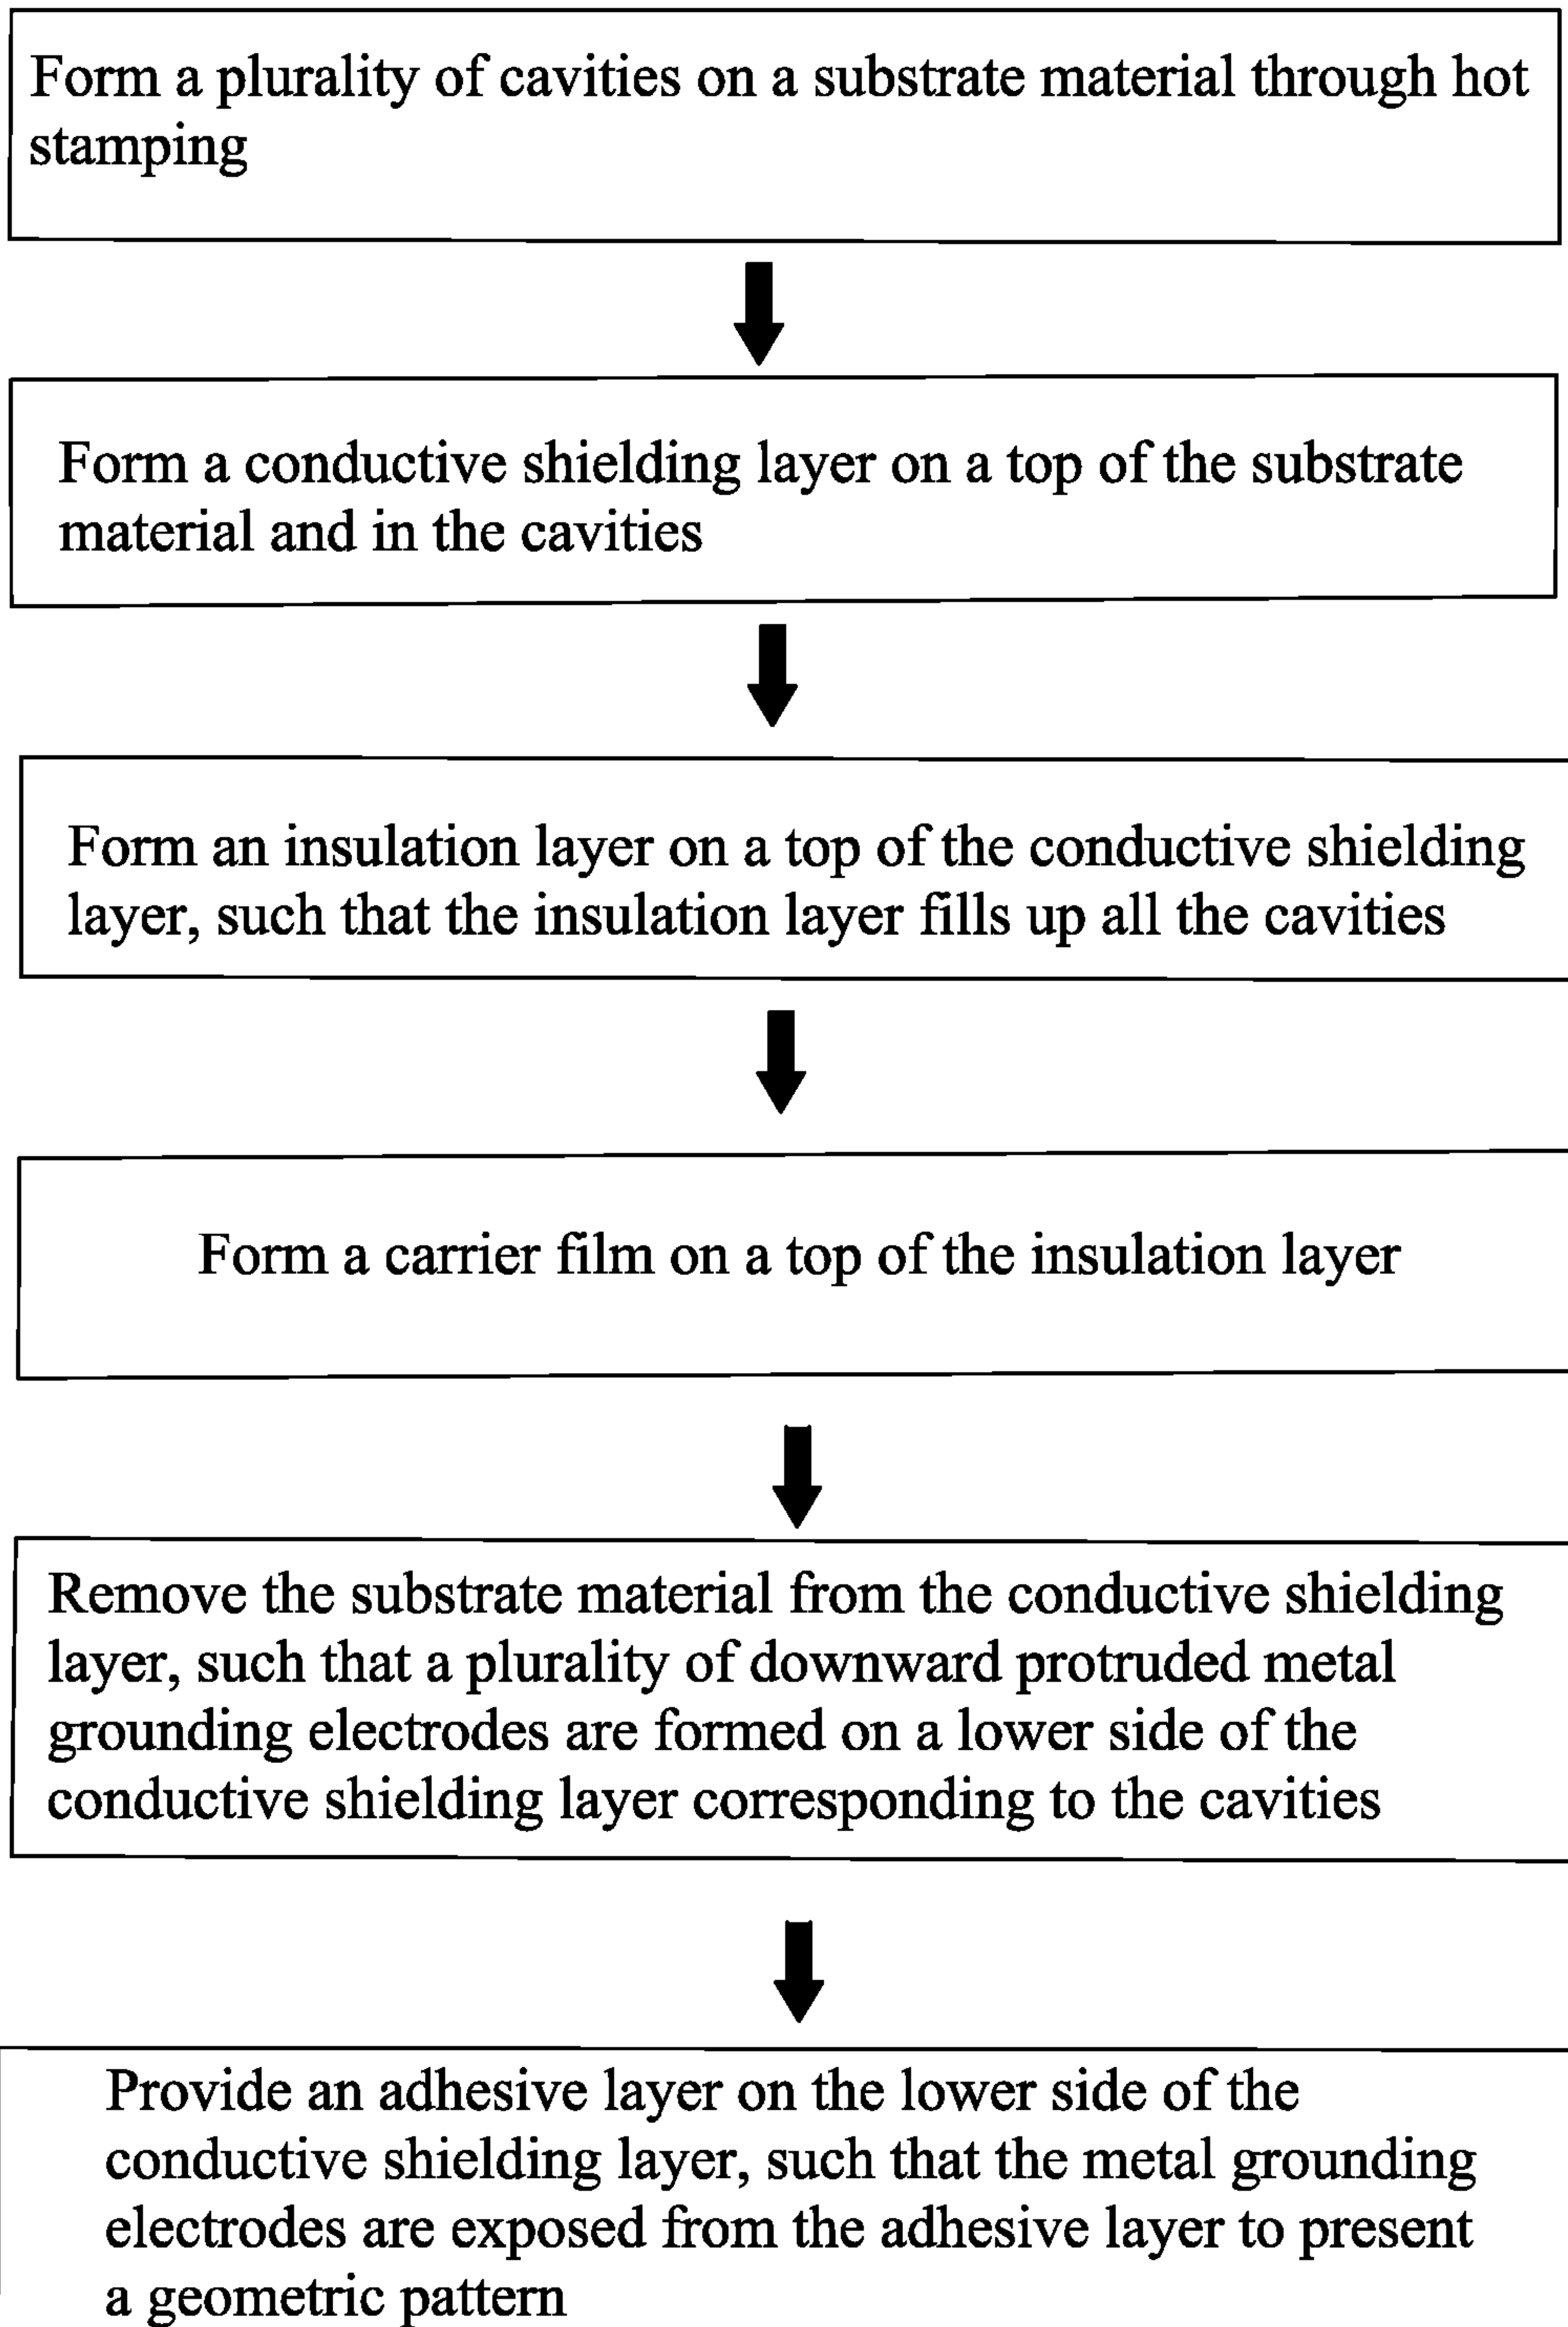 Form a plurality of cavities on a substrate material through hot
stamping
Form a conductive shielding layer on a top of the substrate
material and in the cavities
Form an insulation layer on a top of the conductive shielding
layer, such that the insulation layer fills up all the cavities
Form a carrier film on a top of the insulation layer
Remove the substrate material from the conductive shielding
layer, such that a plurality of downward protruded metal
grounding electrodes are formed on a lower side of the
conductive shielding layer corresponding to the cavities
Provide an adhesive layer on the lower side of the
conductive shielding layer, such that the metal grounding
electrodes are exposed from the adhesive layer to present
a geometric pattern